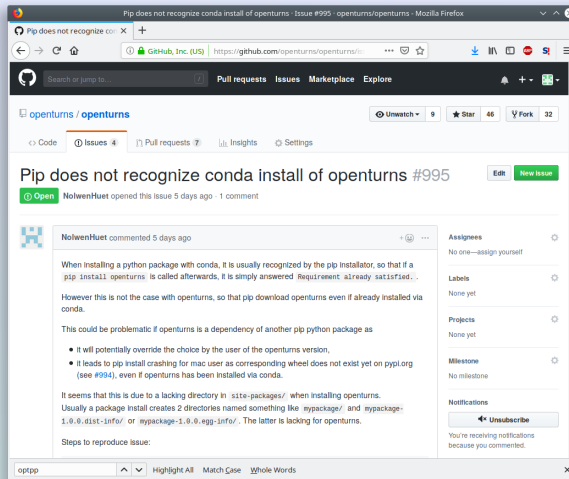 Pip does not recognize conda install of openturns · Issue #995 · openturns/openturns - Mozilla Firefox
Pip does not recognize con
GitHub, Inc. (US) https://github.com/openturns/openturns/is
Search or jump to... / Pull requests Issues Marketplace Explore
openturns / openturns Unwatch 9 Star 46 Fork 32
Code Issues 4 Pull requests 7 Insights Settings
Pip does not recognize conda install of openturns #995 Edit New issue
Open NolwenHuet opened this issue 5 days ago · 1 comment
NolwenHuet commented 5 days ago
When installing a python package with conda, it is usually recognized by the pip installator, so that if a
pip install openturns is called afterwards, it is simply answered Requirement already satisfied. .
However this is not the case with openturns, so that pip download openturns even if already installed via
conda.
This could be problematic if openturns is a dependency of another pip python package as
it will potentially override the choice by the user of the openturns version,
it leads to pip install crashing for mac user as corresponding wheel does not exist yet on pypi.org
(see #994), even if openturns has been installed via conda.
It seems that this is due to a lacking directory in site-packages/ when installing openturns.
Usually a package install creates 2 directories named something like mypackage/ and mypackage-
1.0.0.dist-info/ or mypackage-1.0.0.egg-info/ . The latter is lacking for openturns.
Steps to reproduce issue:
Assignees
No one—assign yourself
Labels
None yet
Projects
None yet
Milestone
No milestone
Notifications
Unsubscribe
You're receiving notifications
because you commented.
optpp Highlight All Match Case Whole Words